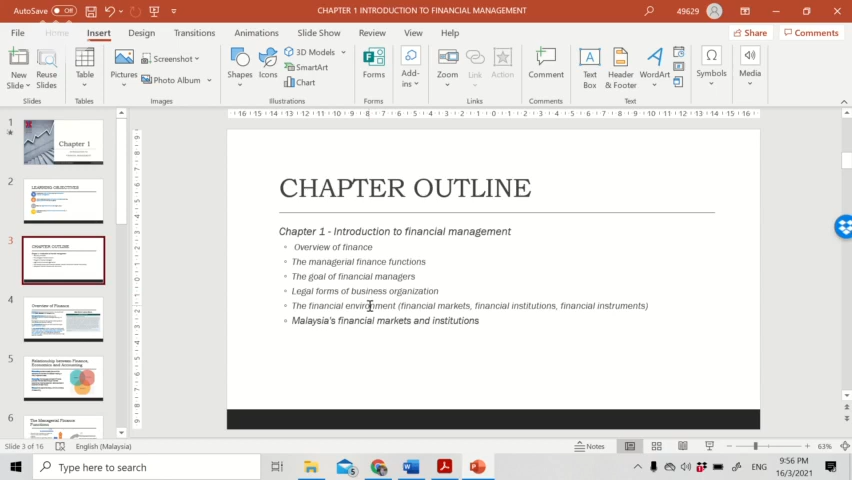 AutoSave Off
CHAPTER 1 INTRODUCTION TO FINANCIAL MANAGEMENT
49629
File Home Insert Design Transitions Animations Slide Show Review View Help Share Comments
New Slide
Reuse Slides
Table
Pictures
Screenshot
Photo Album
Shapes
Icons
3D Models
SmartArt
Chart
Forms
Add-ins
Zoom
Link
Action
Comment
Text Box
Header & Footer
WordArt
Symbols
Media
Slides Tables Images Illustrations Forms Links Comments Text
1
Chapter 1
2
LEARNING OBJECTIVES
3
CHAPTER OUTLINE
4
Overview of Finance
5
Relationship between Finance, Economics and Accounting
6
The Managerial Finance Functions
CHAPTER OUTLINE
Chapter 1 - Introduction to financial management
Overview of finance
The managerial finance functions
The goal of financial managers
Legal forms of business organization
The financial environment (financial markets, financial institutions, financial instruments)
Malaysia's financial markets and institutions
Slide 3 of 16
English (Malaysia)
Notes
63%
Type here to search
ENG
9:56 PM
16/3/2021